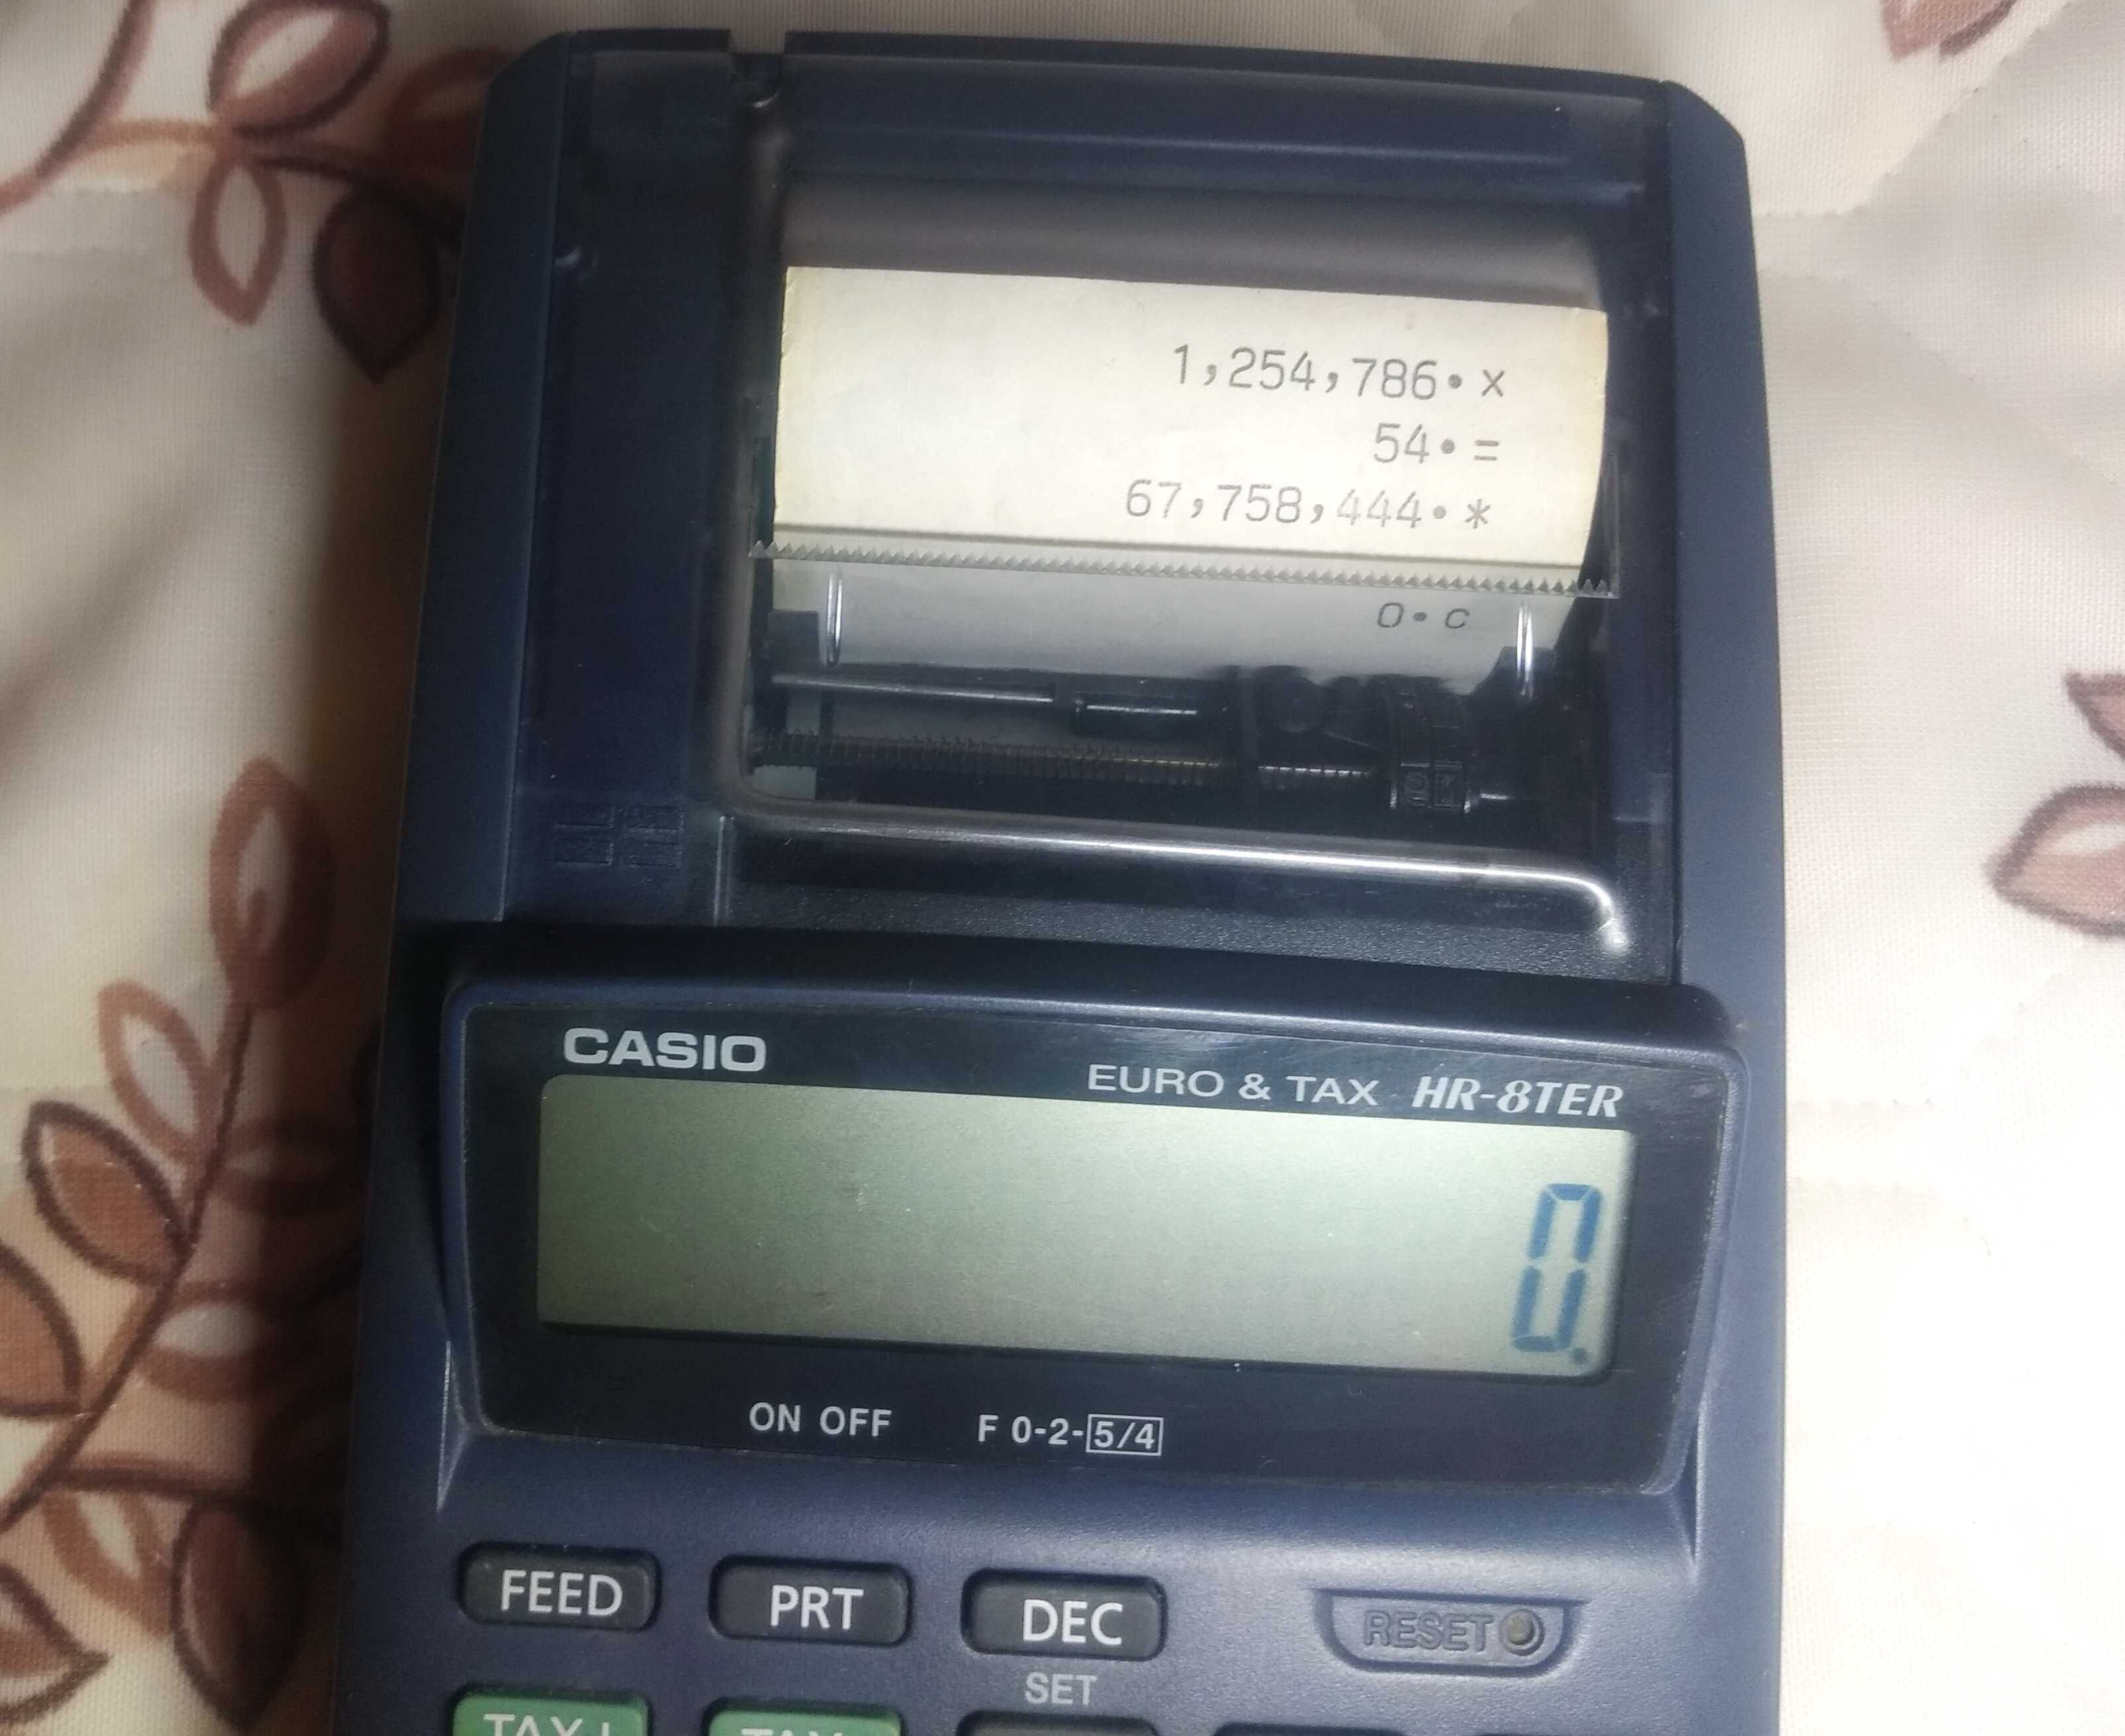 1,254,786. x
54. =
67,758,444. *
0. C
CASIO
EURO & TAX HR-8TER
0.
ON OFF F 0-2-5/4
FEED PRT DEC RESET
SET